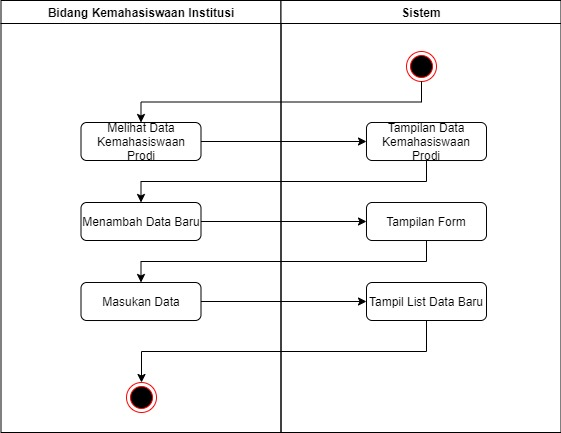 Bidang Kemahasiswaan Institusi
Sistem
Melihat Data
Kemahasiswaan
Prodi
Tampilan Data
Kemahasiswaan
Prodi
Menambah Data Baru
Tampilan Form
Masukan Data
Tampil List Data Baru